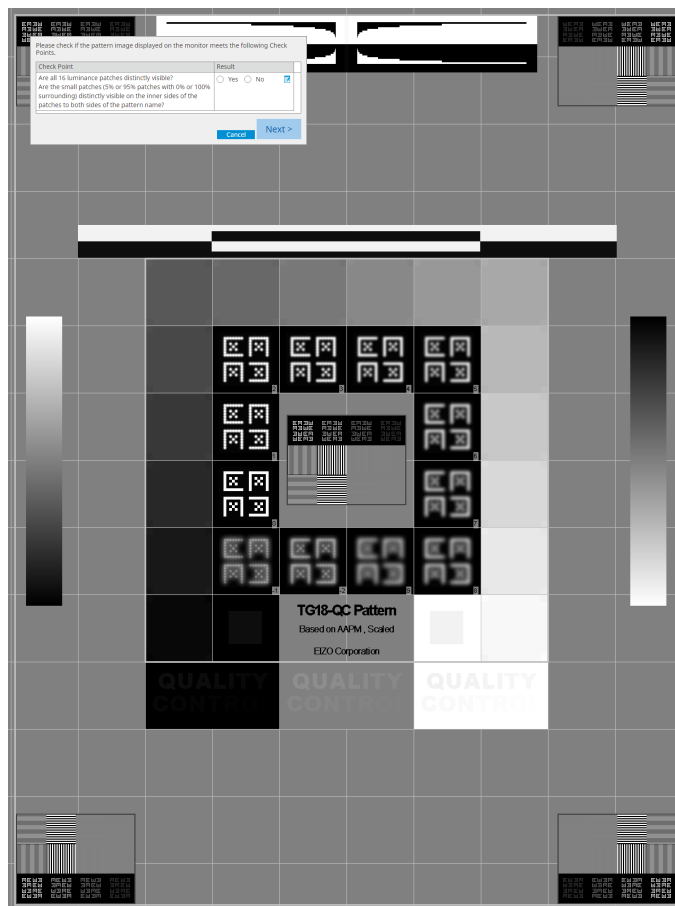 Please check if the pattern image displayed on the monitor meets the following Check
Points.
Check Point
Result
Are all 16 luminance patches distinctly visible?
Yes
No
Are the small patches (5% or 95% patches with 0% or 100%
surrounding) distinctly visible on the inner sides of the
patches to both sides of the pattern name?
Cancel
Next >
TG18-QC Pattern
Based on AAPM , Scaled
EIZO Corporation
QUALITY
QUALITY
QUALITY
CONTROL
CONTROL
CONTROL